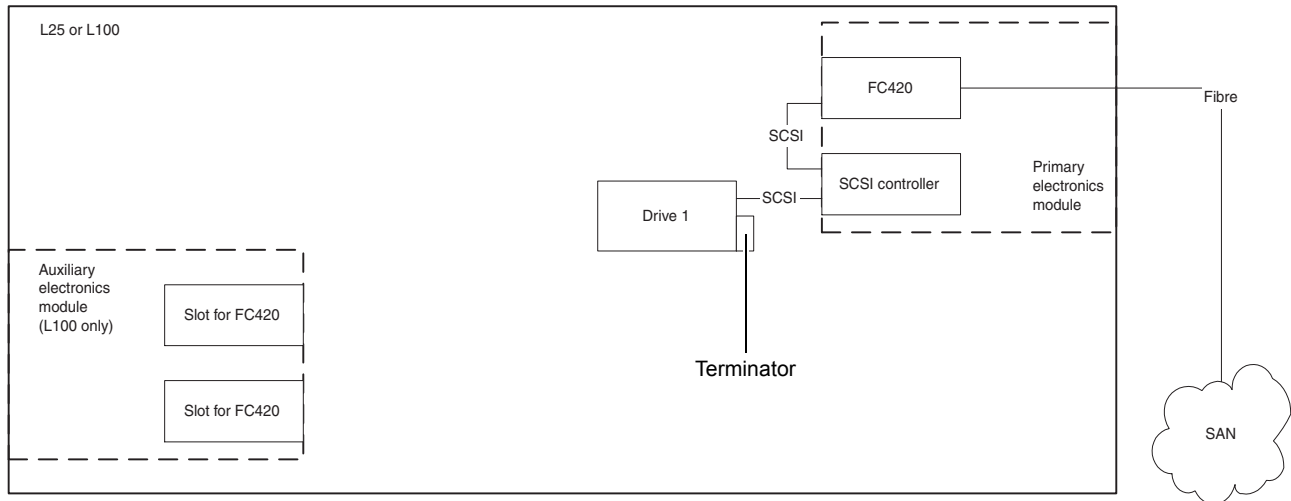 L25 or L100
FC420
Fibre
SCSI
SCSI controller
Primary
electronics
module
SCSI
Drive 1
Auxiliary
electronics
module
(L100 only)
Slot for FC420
Terminator
Slot for FC420
SAN